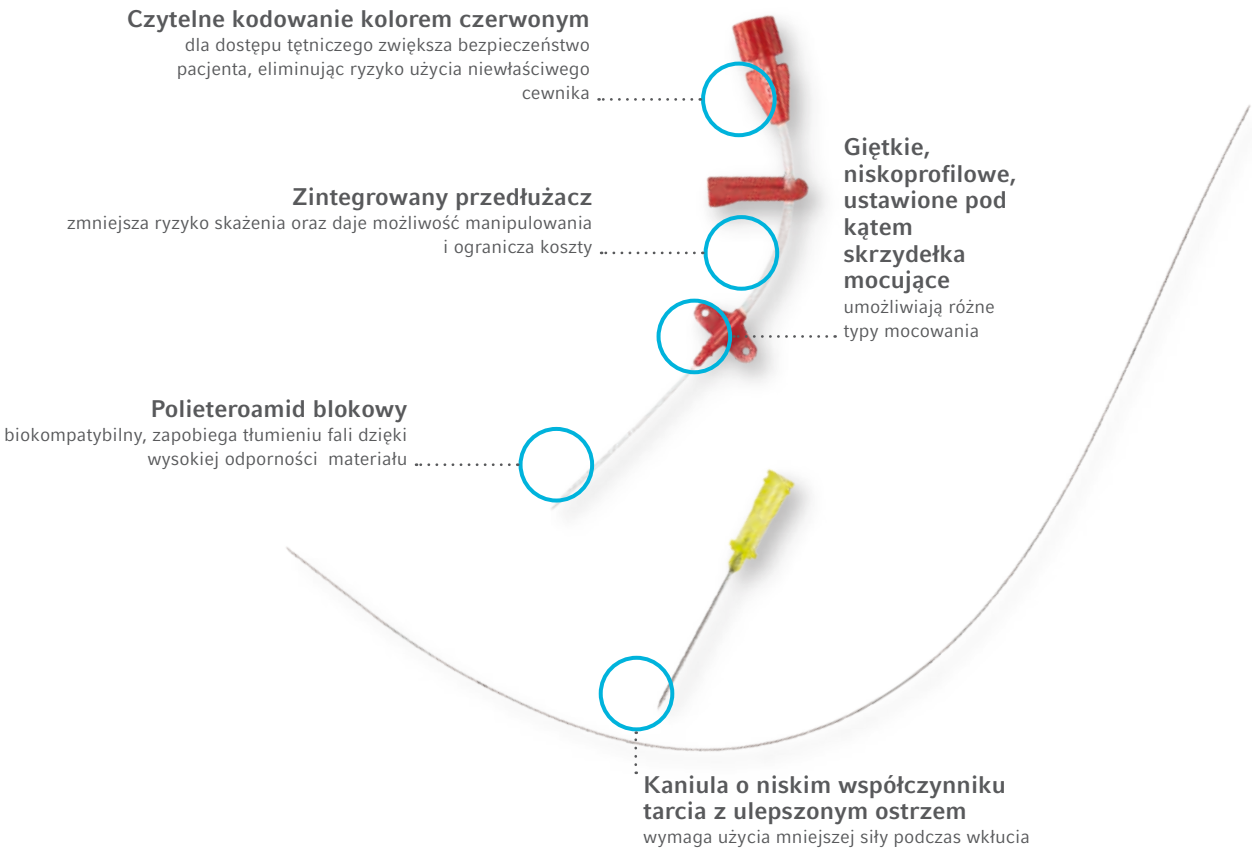 Czytelne kodowanie kolorem czerwonym
dla dostępu tętniczego zwiększa bezpieczeństwo
pacjenta, eliminując ryzyko użycia niewłaściwego
cewnika
Zintegrowany przedłużacz
zmniejsza ryzyko skażenia oraz daje możliwość manipulowania
i ogranicza koszty
Giętkie,
niskoprofilowe,
ustawione pod
kątem
skrzydełka
mocujące
umożliwiają różne
typy mocowania
Polieteroamid blokowy
biokompatybilny, zapobiega tłumieniu fali dzięki
wysokiej odporności materiału
Kaniula o niskim współczynniku
tarcia z ulepszonym ostrzem
wymaga użycia mniejszej siły podczas wkłucia